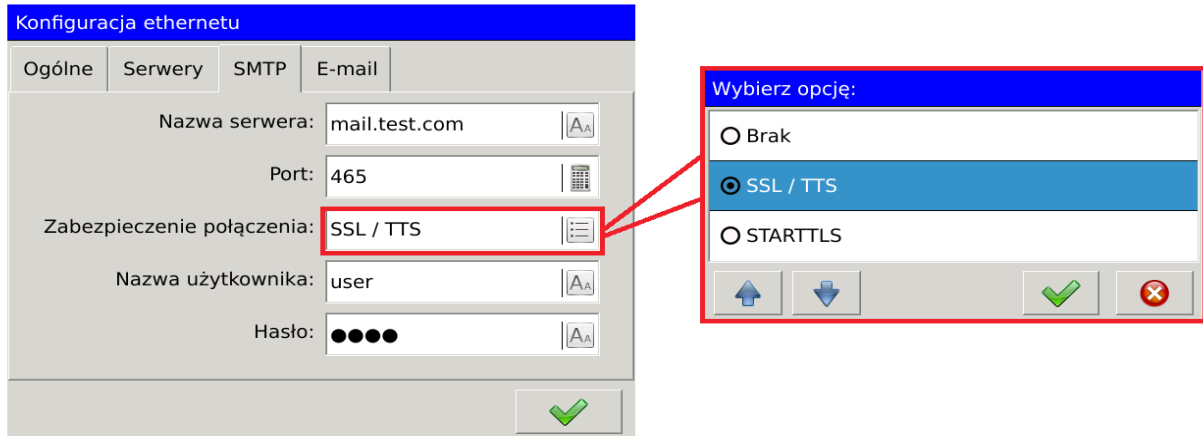 Konfiguracja ethernetu
Ogólne Serwery SMTP E-mail
Nazwa serwera: mail.test.com
Port: 465
Zabezpieczenie połączenia: SSL / TTS
Nazwa użytkownika: user
Hasło: ●●●●
Wybierz opcję:
Brak
SSL / TTS
STARTTLS